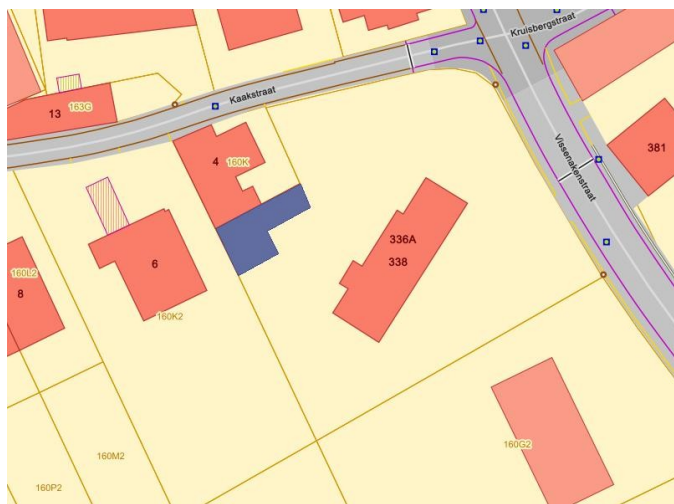 Kruisbergstraat
Kaakstraat
163G
13
4
160K
Vissenakenstraat
381
336A
338
6
160L2
8
160K2
160G2
160M2
160P2